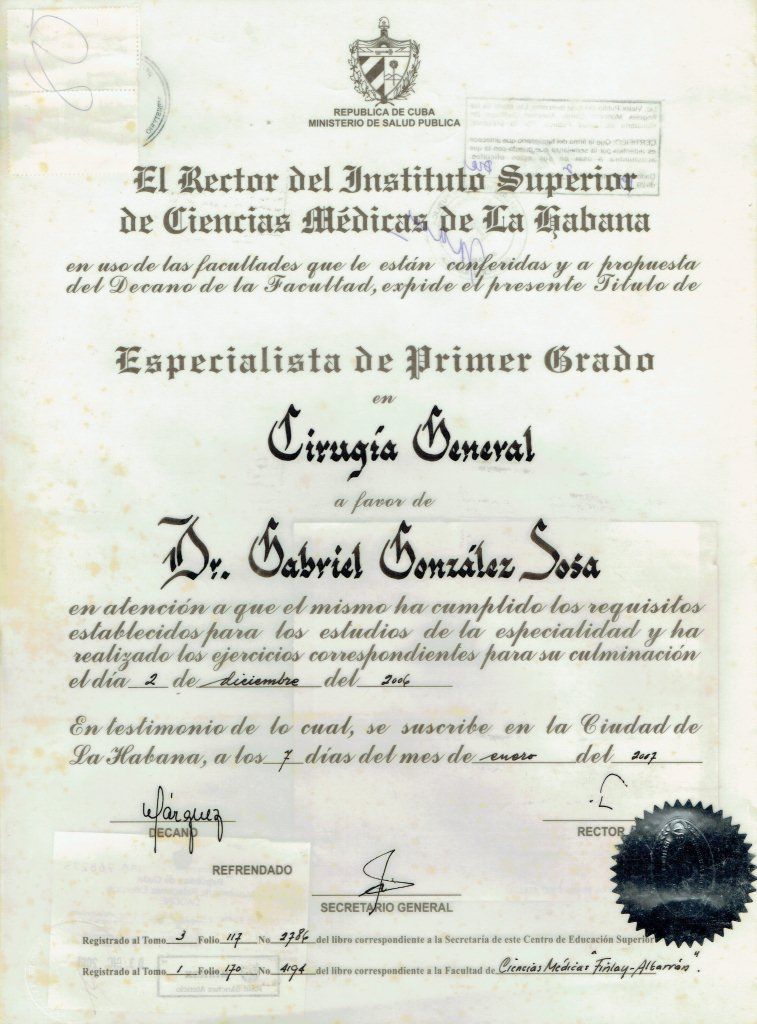 REPUBLICA DE CUBA
MINISTERIO DE SALUD PUBLICA
El Rector del Instituto Superior
de Ciencias Médicas de La Habana
en uso de las facultades que le están conferidas y a propuesta
del Decano de la Facultad, expide el presente Titulo de
Especialista de Primer Grado
en
Cirugía General
a favor de
Dr. Gabriel González Sosa
en atención a que el mismo ha cumplido los requisitos
establecidos para los estudios de la especialidad y ha
realizado los ejercicios correspondientes para su culminación
el día 2 de diciembre del 2006
En testimonio de lo cual, se suscribe en la Ciudad de
La Habana, a los 7 días del mes de enero del 2007
Márquez
DECANO
RECTOR
REFRENDADO
SECRETARIO GENERAL
Registrado al Tomo 3 Folio 117 No 2786 del libro correspondiente a la Secretaría de este Centro de Educación Superior
Registrado al Tomo 1 Folio 170 No 4194 del libro correspondiente a la Facultad de Ciencias Médicas "Finlay-Albarrán".